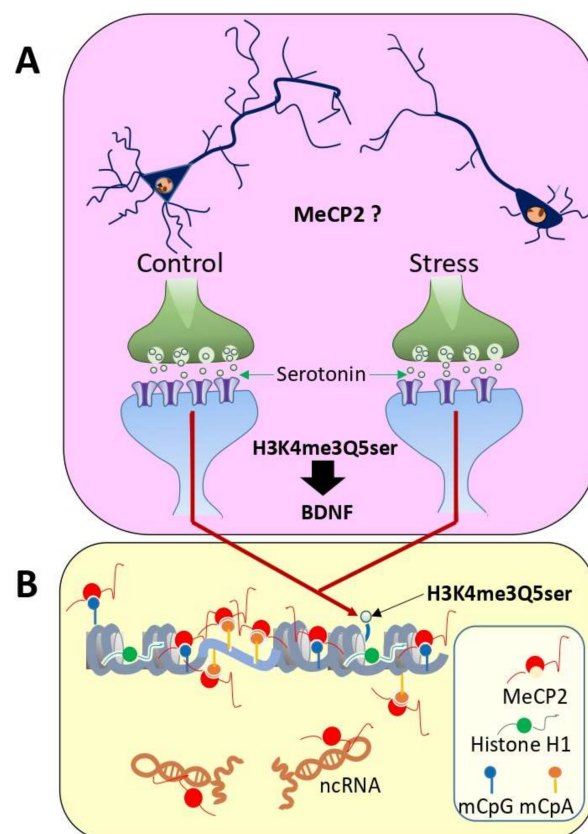 A
MeCP2 ?
Control
Stress
Serotonin
H3K4me3Q5ser
BDNF
B
H3K4me3Q5ser
MeCP2
Histone H1
mCpG mCpA
ncRNA